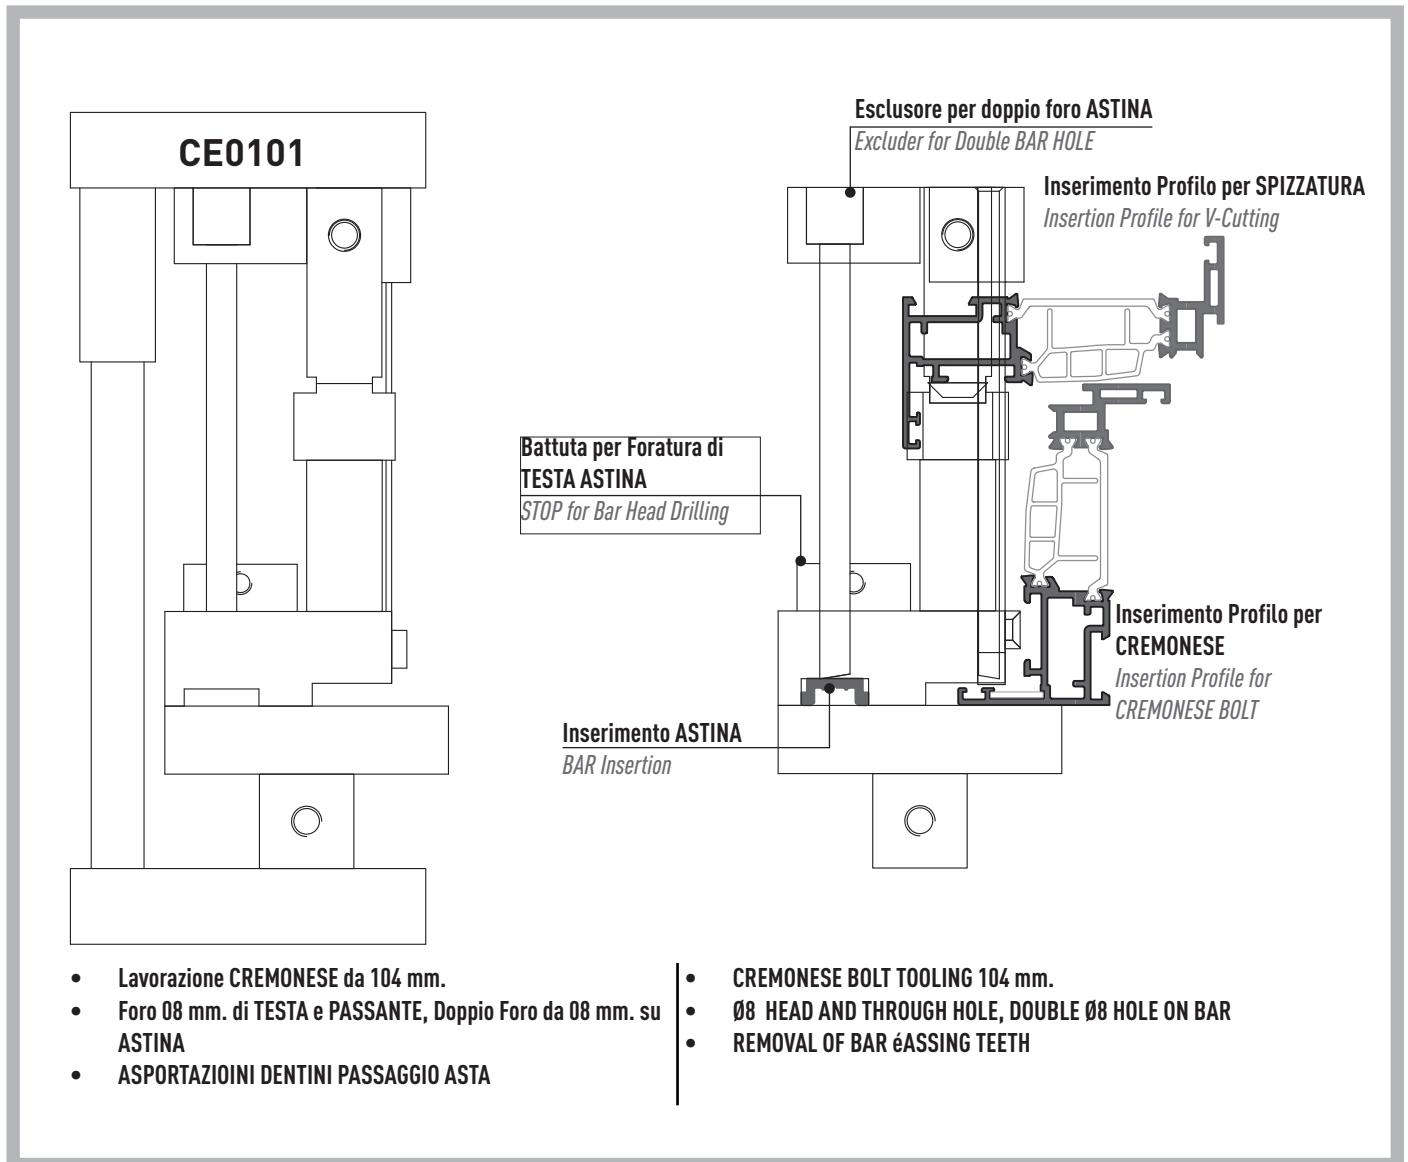 CE0101
Esclusore per doppio foro ASTINA
Excluder for Double BAR HOLE
Inserimento Profilo per SPIZZATURA
Insertion Profile for V-Cutting
Battuta per Foratura di
TESTA ASTINA
STOP for Bar Head Drilling
Inserimento Profilo per
CREMONESE
Insertion Profile for
CREMONESE BOLT
Inserimento ASTINA
BAR Insertion
• Lavorazione CREMONESE da 104 mm.
• Foro 08 mm. di TESTA e PASSANTE, Doppio Foro da 08 mm. su
ASTINA
• ASPORTAZIOINI DENTINI PASSAGGIO ASTA
• CREMONESE BOLT TOOLING 104 mm.
• Ø8 HEAD AND THROUGH HOLE, DOUBLE Ø8 HOLE ON BAR
• REMOVAL OF BAR éASSING TEETH